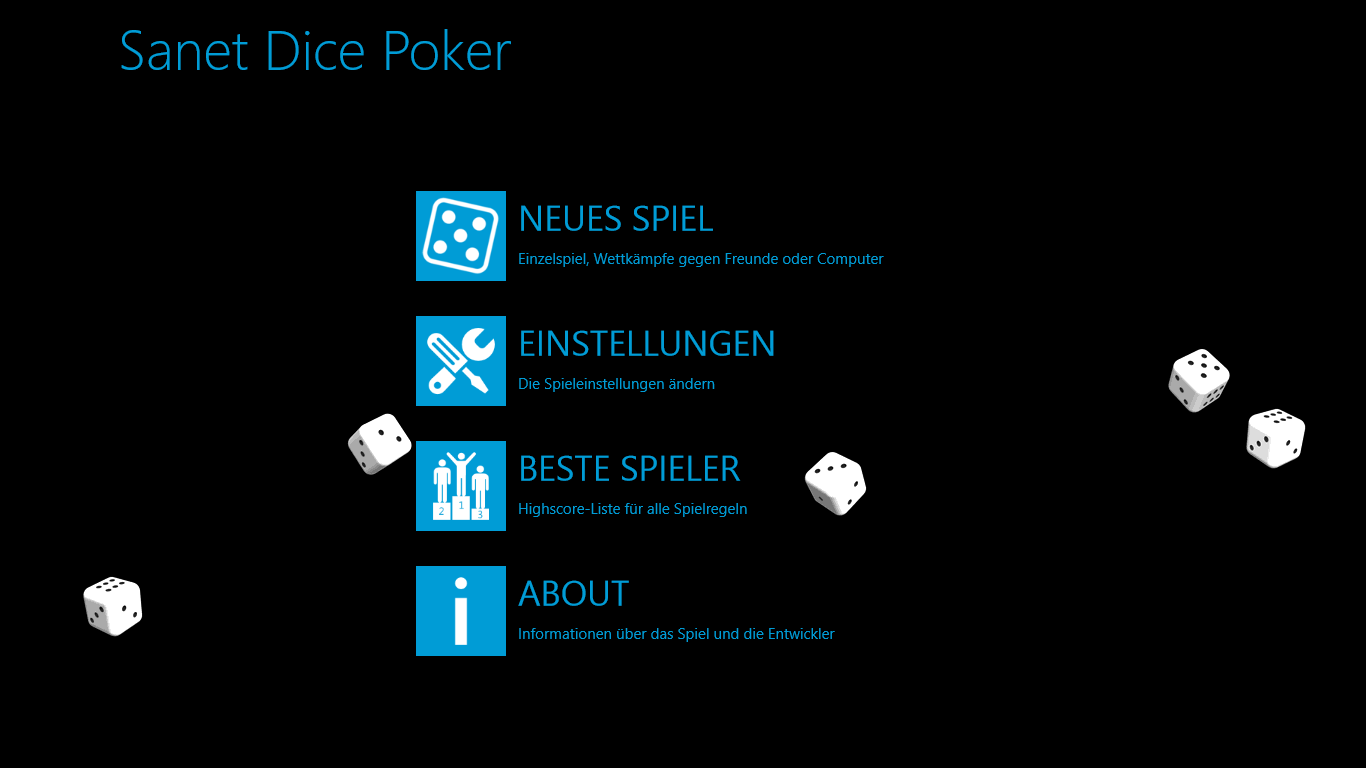 Sanet Dice Poker
NEUES SPIEL
Einzelspiel, Wettkämpfe gegen Freunde oder Computer
EINSTELLUNGEN
Die Spieleinstellungen ändern
2 1 3
BESTE SPIELER
Highscore-Liste für alle Spielregeln
i
ABOUT
Informationen über das Spiel und die Entwickler